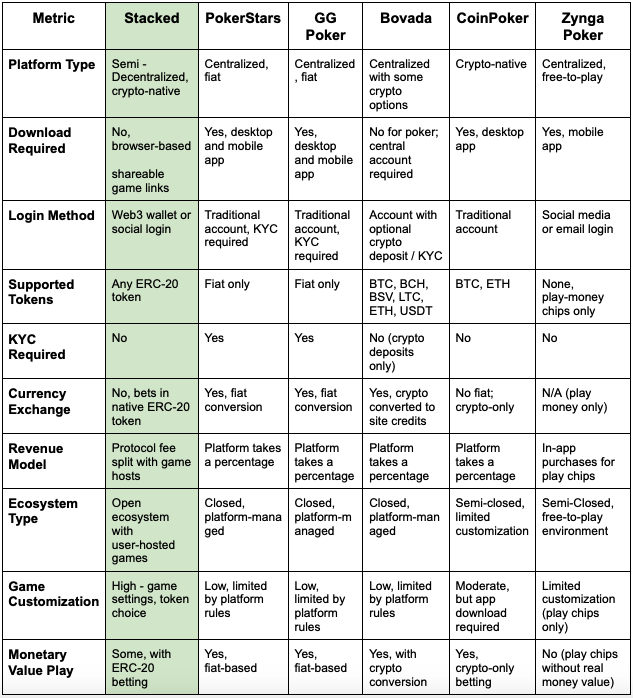 Metric
Stacked
PokerStars
GG
Poker
Bovada
CoinPoker
Zynga
Poker
Platform Type
Semi -
Decentralized,
crypto-native
Centralized,
fiat
Centralized
, fiat
Centralized
with some
crypto
options
Crypto-native
Centralized,
free-to-play
Download
Required
No,
browser-based
shareable
game links
Yes, desktop
and mobile
app
Yes,
desktop
and mobile
app
No for poker;
central
account
required
Yes, desktop
app
Yes, mobile
app
Login Method
Web3 wallet or
social login
Traditional
account, KYC
required
Traditional
account,
KYC
required
Account with
optional
crypto
deposit / KYC
Traditional
account
Social media
or email login
Supported
Tokens
Any ERC-20
token
Fiat only
Fiat only
BTC, BCH,
BSV, LTC,
ETH, USDT
BTC, ETH
None,
play-money
chips only
KYC
Required
No
Yes
Yes
No (crypto
deposits
only)
No
No
Currency
Exchange
No, bets in
native ERC-20
token
Yes, fiat
conversion
Yes, fiat
conversion
Yes, crypto
converted to
site credits
No fiat;
crypto-only
N/A (play
money only)
Revenue
Model
Protocol fee
split with game
hosts
Platform takes
a percentage
Platform
takes a
percentage
Platform
takes a
percentage
Platform
takes a
percentage
In-app
purchases for
play chips
Ecosystem
Type
Open
ecosystem
with
user-hosted
games
Closed,
platform-mana
ged
Closed,
platform-m
anaged
Closed,
platform-man
aged
Semi-closed,
limited
customization
Semi-Closed,
free-to-play
environment
Game
Customization
High - game
settings, token
choice
Low, limited
by platform
rules
Low,
limited by
platform
rules
Low, limited
by platform
rules
Moderate,
but app
download
required
Limited
customization
(play chips
only)
Monetary
Value Play
Some, with
ERC-20
betting
Yes,
fiat-based
Yes,
fiat-based
Yes, with
crypto
conversion
Yes,
crypto-only
betting
No (play chips
without real
money value)